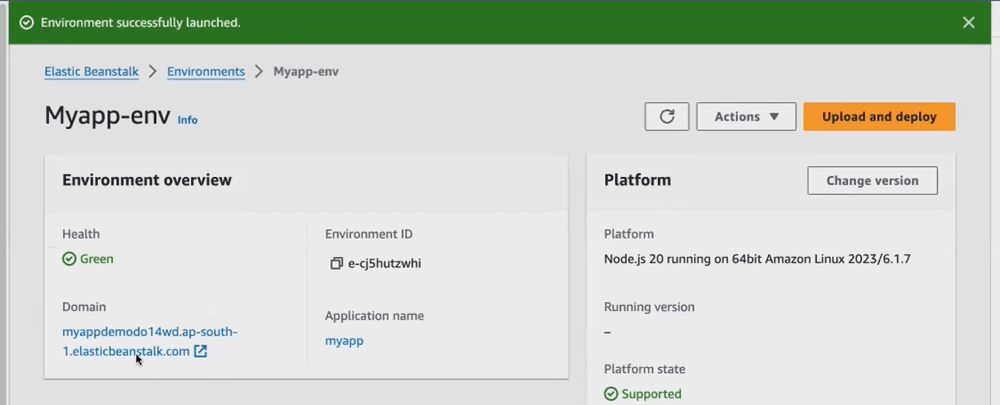 Environment successfully launched.
Elastic Beanstalk > Environments > Myapp-env
Myapp-env Info
Actions
Upload and deploy
Environment overview
Health
Green
Environment ID
e-cj5hutzwhi
Domain
myappdemodo14wd.ap-south-
1.elasticbeanstalk.com
Application name
myapp
Platform
Change version
Platform
Node.js 20 running on 64bit Amazon Linux 2023/6.1.7
Running version
–
Platform state
Supported